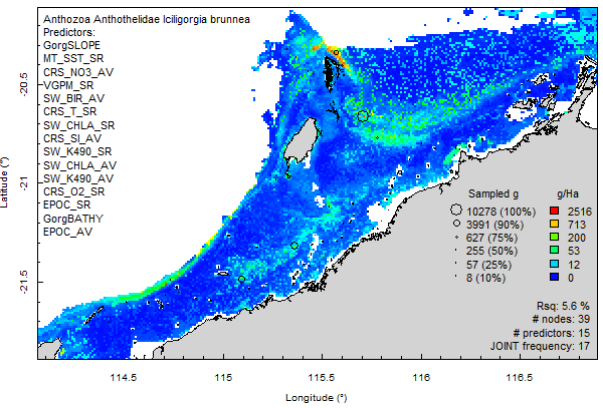 Anthozoa Anthothelidae Iciligorgia brunnea
Predictors:
GorgSLOPE
MT_SST_SR
CRS_NO3_AV
VGPM_SR
SW_BIR_AV
CRS_T_SR
SW_CHLA_SR
CRS_SI_AV
SW_K490_SR
SW_CHLA_AV
SW_K490_AV
CRS_O2_SR
EPOC_SR
GorgBATHY
EPOC_AV
Latitude (°)
-20.5
-21
-21.5
Sampled g g/Ha
10278 (100%) 2516
3991 (90%) 713
627 (75%) 200
255 (50%) 53
57 (25%) 12
8 (10%) 0
Rsq: 5.6 %
# nodes: 39
# predictors: 15
JOINT frequency: 17
114.5 115 115.5 116 116.5
Longitude (°)